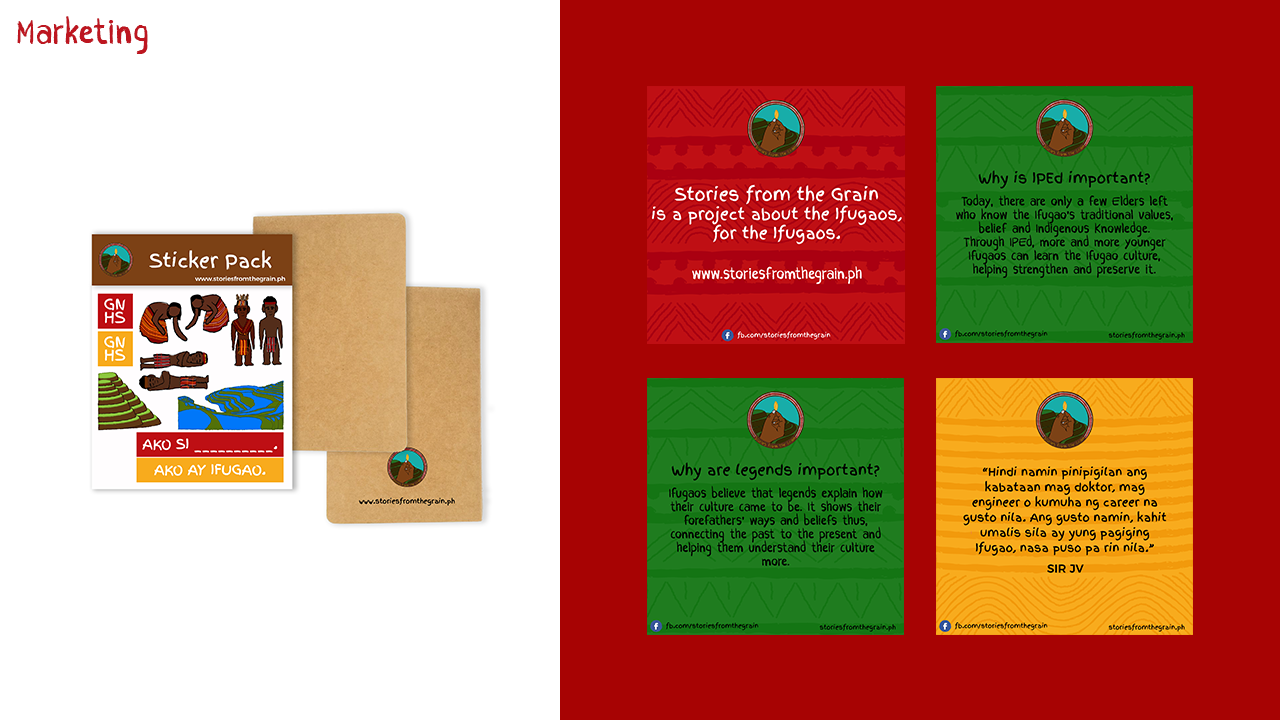 Marketing
Sticker Pack
www.storiesfromthegrain.ph
GN
HS
GN
HS
AKO SI _ _ _ _ _ _ _ _ _ _.
AKO AY IFUGAO.
www.storiesfromthegrain.ph
Stories from the Grain
is a project about the Ifugaos,
for the Ifugaos.
www.storiesfromthegrain.ph
fb.com/storiesfromthegrain
Why is IPEd important?
Today, there are only a few Elders left
who know the Ifugao's traditional values,
belief and Indigenous Knowledge.
Through IPEd, more and more younger
Ifugaos can learn the Ifugao culture,
helping strengthen and preserve it.
fb.com/storiesfromthegrain
storiesfromthegrain.ph
Why are legends important?
Ifugaos believe that legends explain how
their culture came to be. It shows their
forefathers' ways and beliefs thus,
connecting the past to the present and
helping them understand their culture
more.
fb.com/storiesfromthegrain
storiesfromthegrain.ph
"Hindi namin pinipigilan ang
kabataan mag doktor, mag
engineer o kumuha ng career na
gusto nila. Ang gusto namin, kahit
umalis sila ay yung pagiging
Ifugao, nasa puso pa rin nila."
SIR JV
fb.com/storiesfromthegrain
storiesfromthegrain.ph